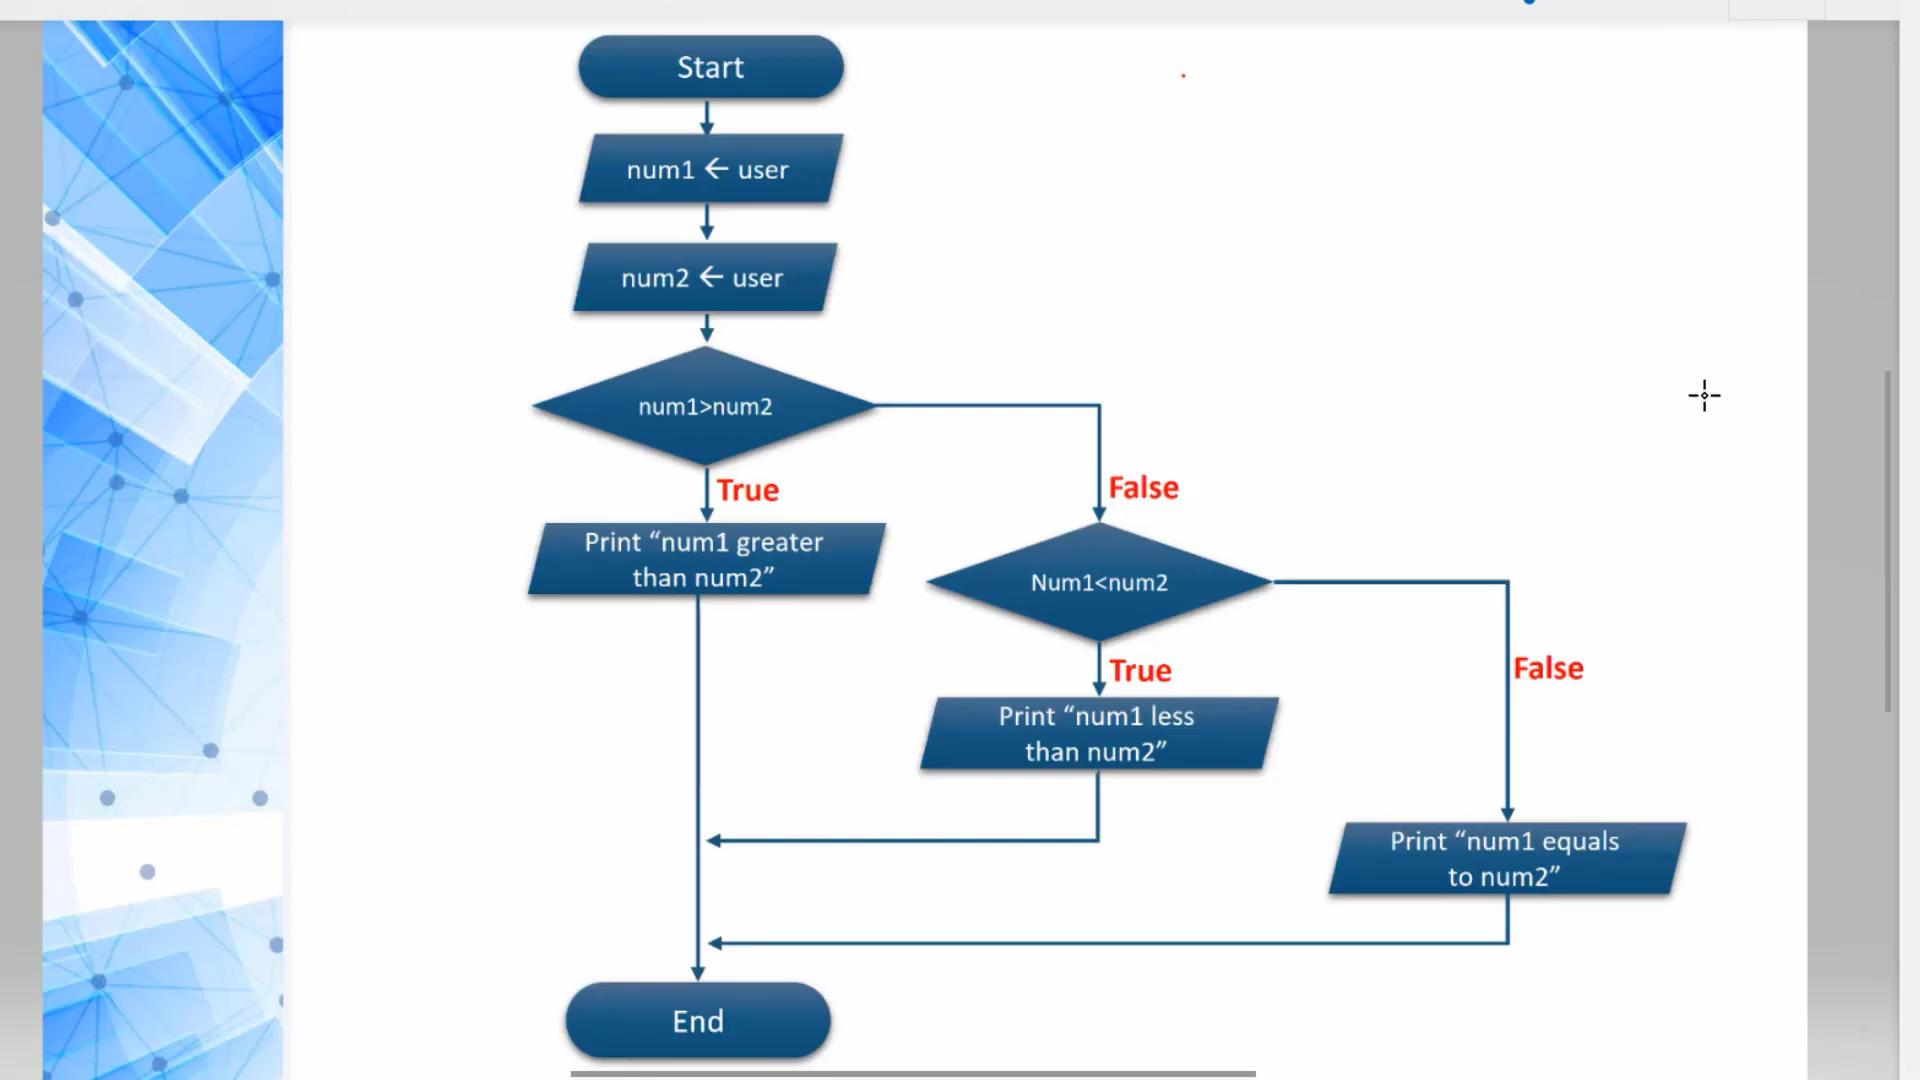 Start
num1 ← user
num2 ← user
num1>num2
True
False
Print “num1 greater
than num2”
Num1<num2
True
False
Print “num1 less
than num2”
Print “num1 equals
to num2”
End